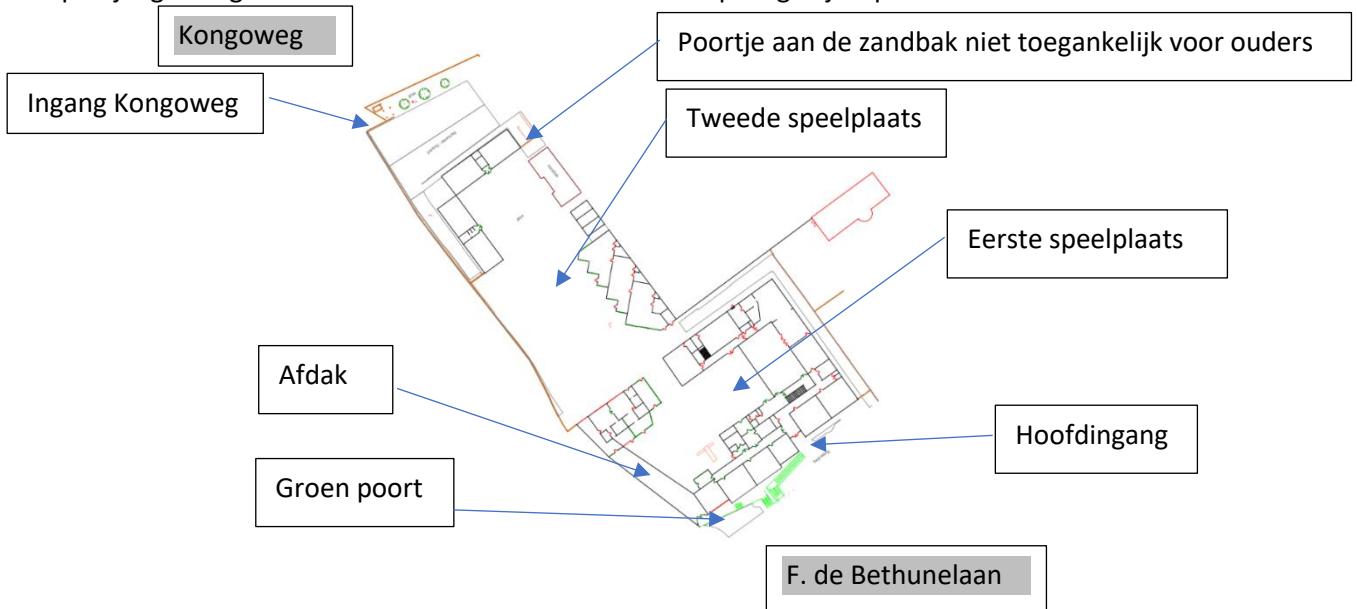 Kongoweg
Poortje aan de zandbak niet toegankelijk voor ouders
Ingang Kongoweg
Tweede speelplaats
Eerste speelplaats
Afdak
Hoofdingang
Groen poort
F. de Bethunelaan